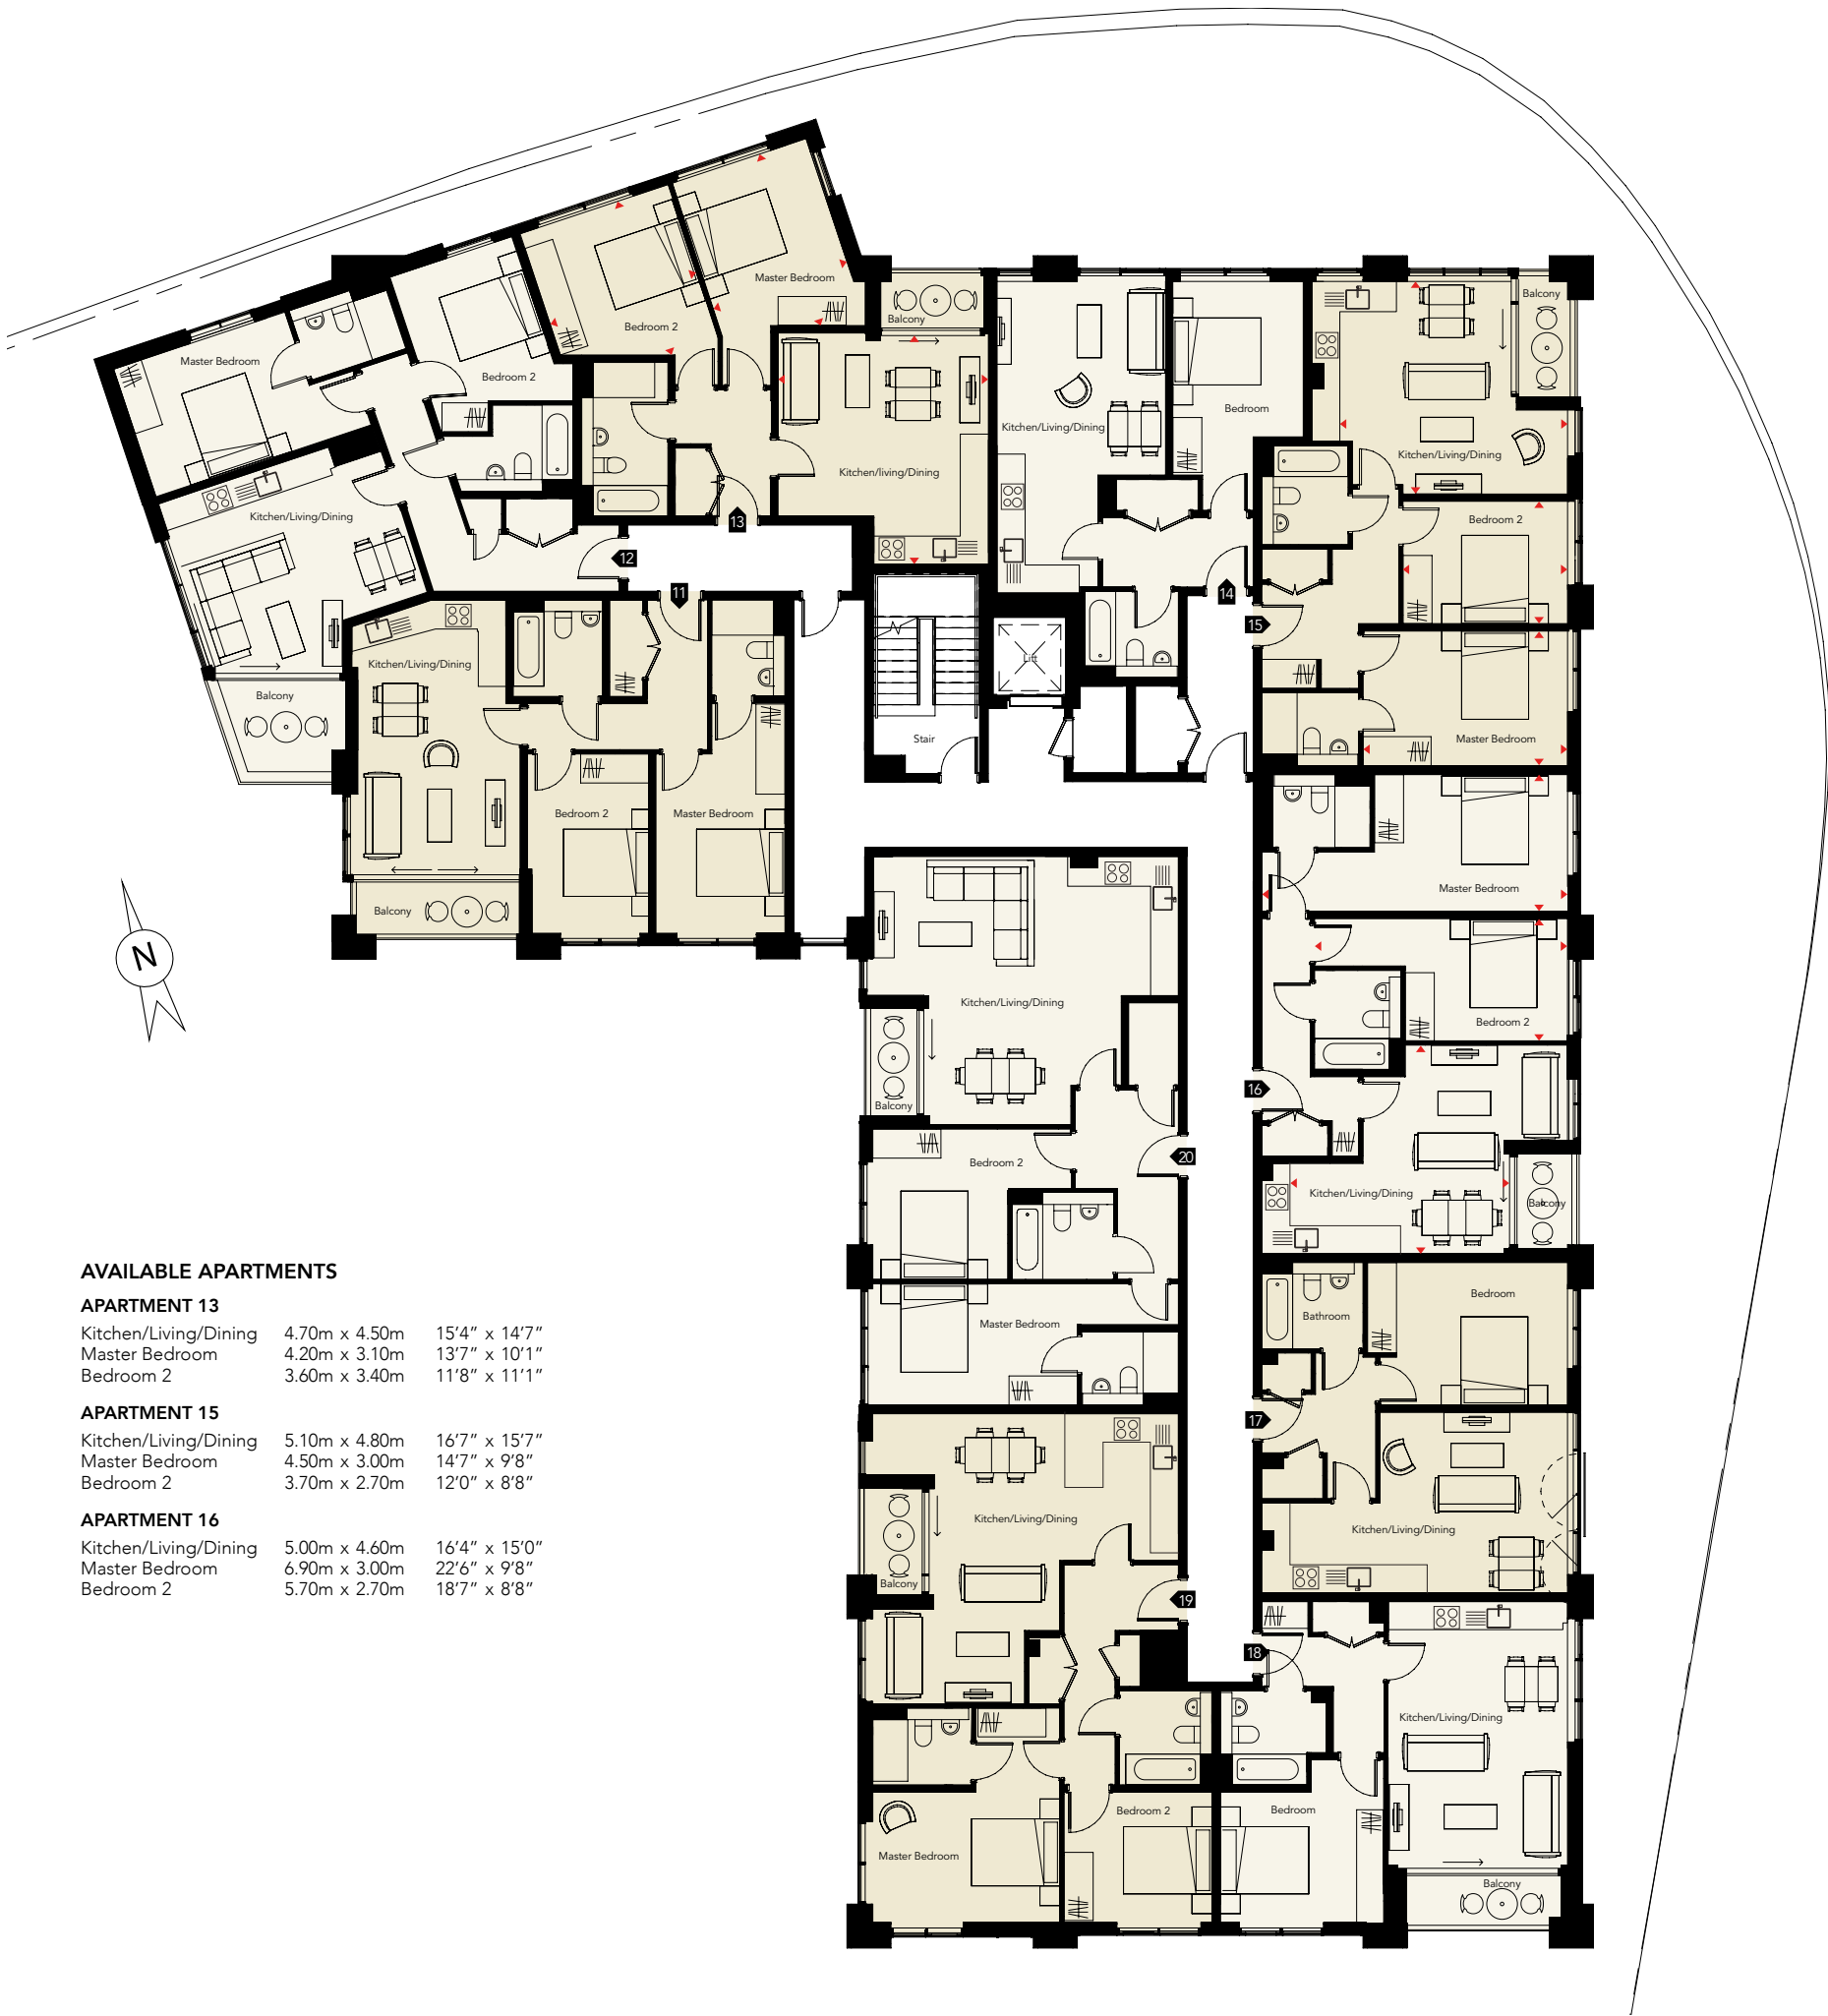 Master Bedroom
Bedroom 2
Kitchen/Living/Dining
Balcony
12
Bedroom 2
Master Bedroom
Balcony
Kitchen/living/Dining
13
Kitchen/Living/Dining
Bedroom
14
Balcony
Kitchen/Living/Dining
Bedroom 2
15
Master Bedroom
11
Kitchen/Living/Dining
Bedroom 2
Master Bedroom
Balcony
Lift
Stair
N
Master Bedroom
Bedroom 2
16
Kitchen/Living/Dining
Balcony
Kitchen/Living/Dining
Balcony
Bedroom 2
20
Master Bedroom
Bedroom
Bathroom
17
Kitchen/Living/Dining
Kitchen/Living/Dining
Balcony
19
18
Kitchen/Living/Dining
Master Bedroom
Bedroom 2
Bedroom
Balcony
AVAILABLE APARTMENTS
APARTMENT 13
Kitchen/Living/Dining 4.70m x 4.50m 15’4” x 14’7”
Master Bedroom 4.20m x 3.10m 13’7” x 10’1”
Bedroom 2 3.60m x 3.40m 11’8” x 11’1”
APARTMENT 15
Kitchen/Living/Dining 5.10m x 4.80m 16’7” x 15’7”
Master Bedroom 4.50m x 3.00m 14’7” x 9’8”
Bedroom 2 3.70m x 2.70m 12’0” x 8’8”
APARTMENT 16
Kitchen/Living/Dining 5.00m x 4.60m 16’4” x 15’0”
Master Bedroom 6.90m x 3.00m 22’6” x 9’8”
Bedroom 2 5.70m x 2.70m 18’7” x 8’8”